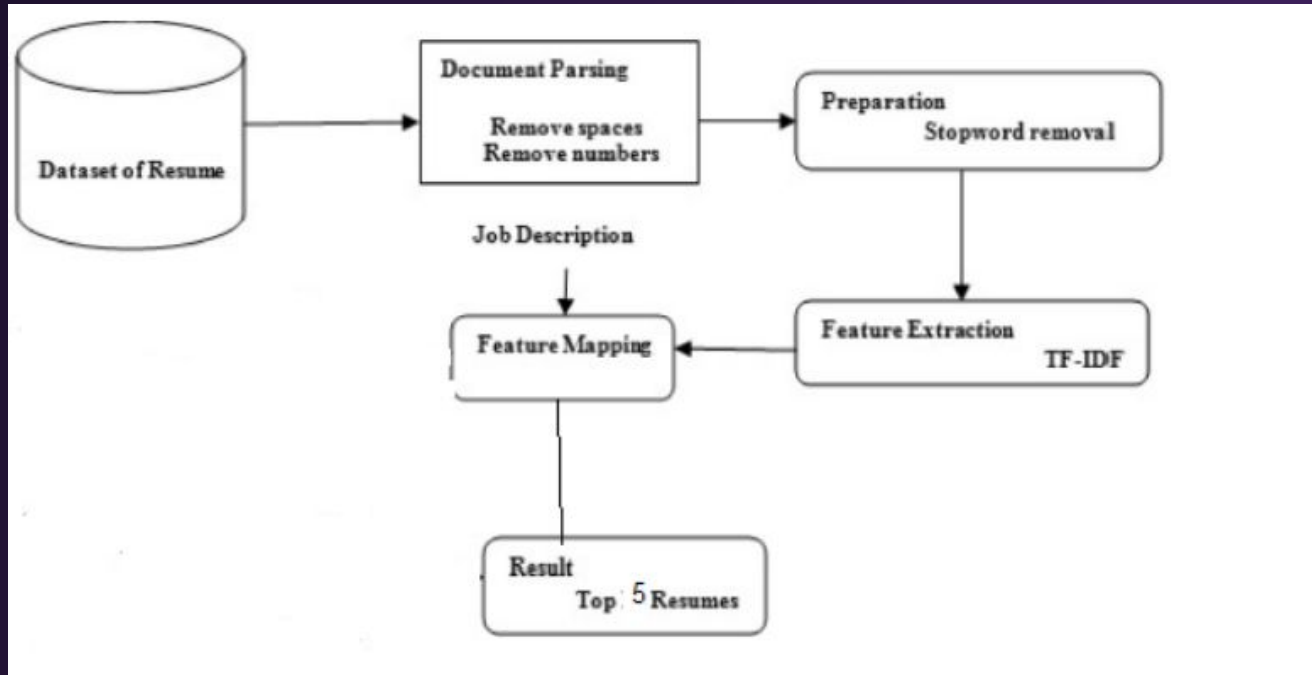 Dataset of Resume
Document Parsing
Remove spaces
Remove numbers
Preparation
Stopword removal
Job Description
Feature Mapping
Feature Extraction
TF-IDF
Result
Top 5 Resumes